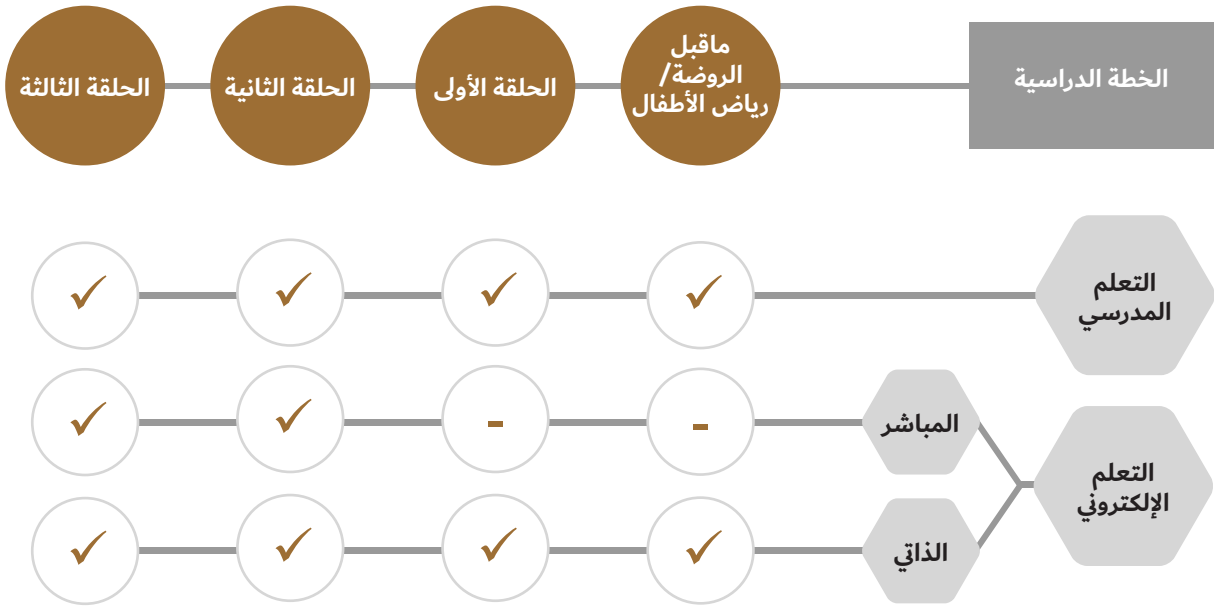 الخطة الدراسية
ماقبل
الروضة/
رياض الأطفال
الحلقة الأولى
الحلقة الثانية
الحلقة الثالثة
التعلم
المدرسي
✓ ✓ ✓ ✓
التعلم
الإلكتروني
المباشر
- - ✓ ✓
الذاتي
✓ ✓ ✓ ✓